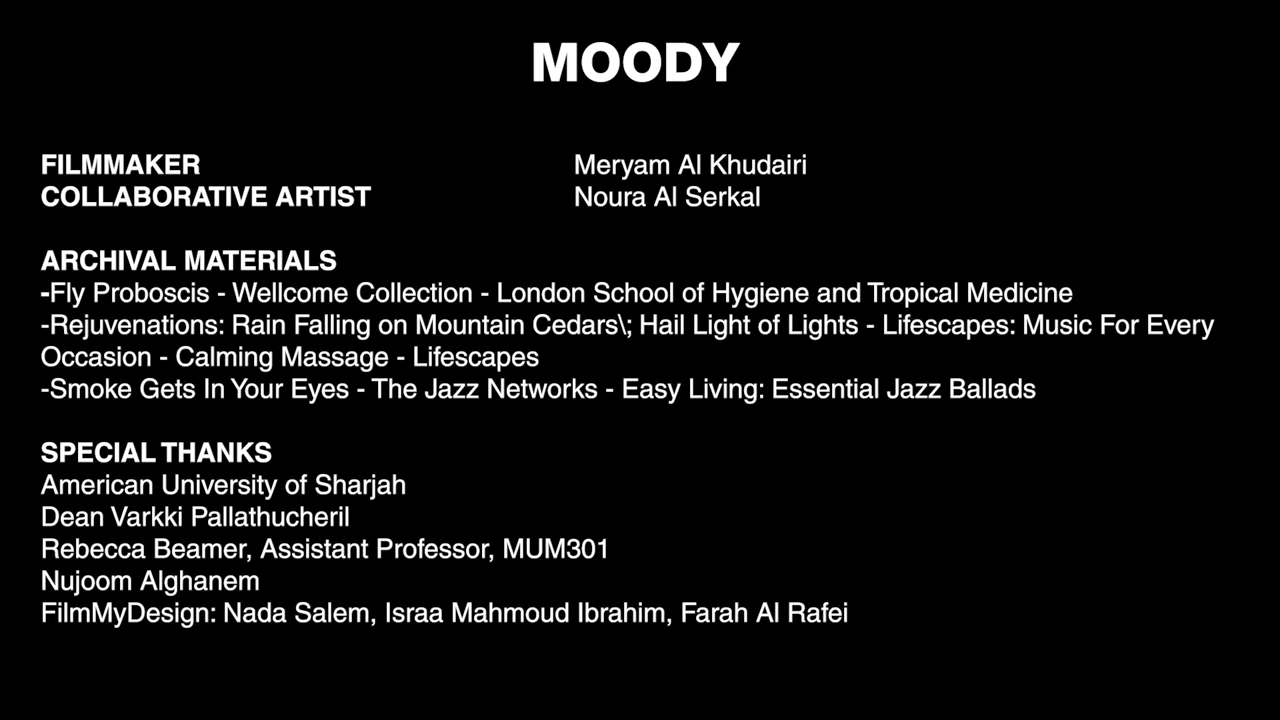 MOODY
FILMMAKER Meryam Al Khudairi
COLLABORATIVE ARTIST Noura Al Serkal
ARCHIVAL MATERIALS
-Fly Proboscis - Wellcome Collection - London School of Hygiene and Tropical Medicine
-Rejuvenations: Rain Falling on Mountain Cedars\; Hail Light of Lights - Lifescapes: Music For Every
Occasion - Calming Massage - Lifescapes
-Smoke Gets In Your Eyes - The Jazz Networks - Easy Living: Essential Jazz Ballads
SPECIAL THANKS
American University of Sharjah
Dean Varkki Pallathucheril
Rebecca Beamer, Assistant Professor, MUM301
Nujoom Alghanem
FilmMyDesign: Nada Salem, Israa Mahmoud Ibrahim, Farah Al Rafei